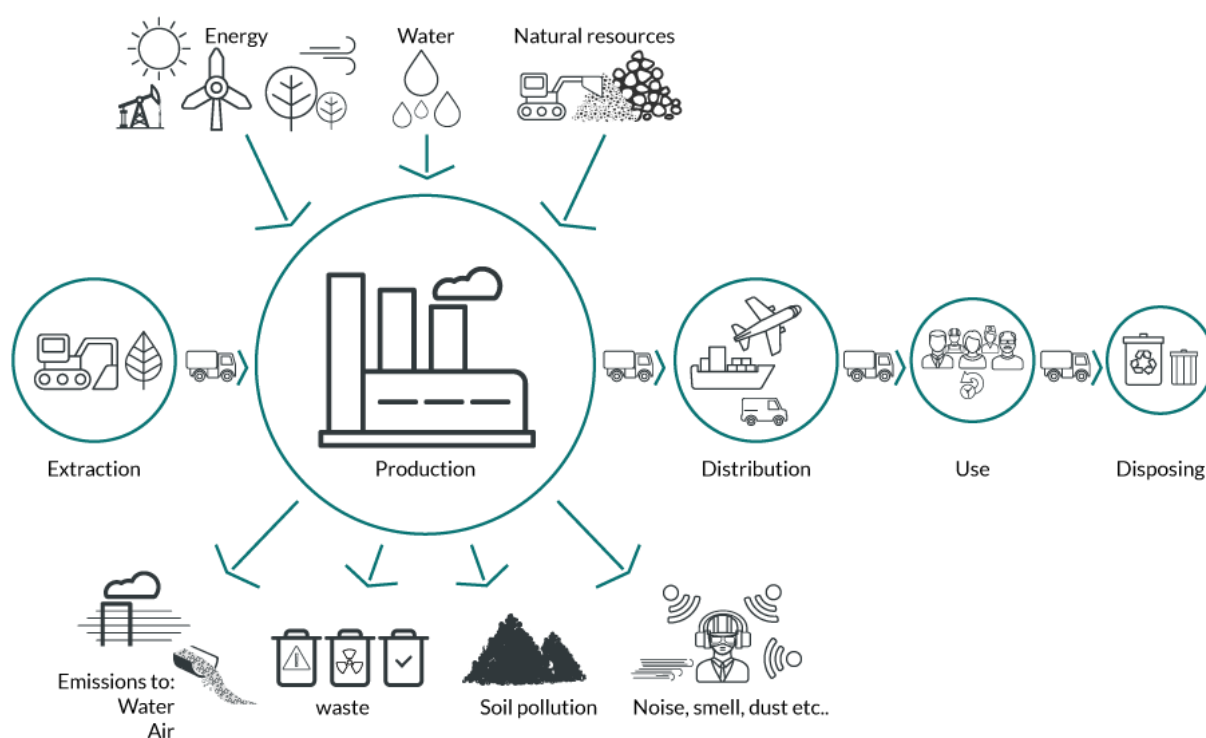 Energy
Water
Natural resources
Extraction
Production
Distribution
Use
Disposing
Emissions to:
Water
Air
waste
Soil pollution
Noise, smell, dust etc..